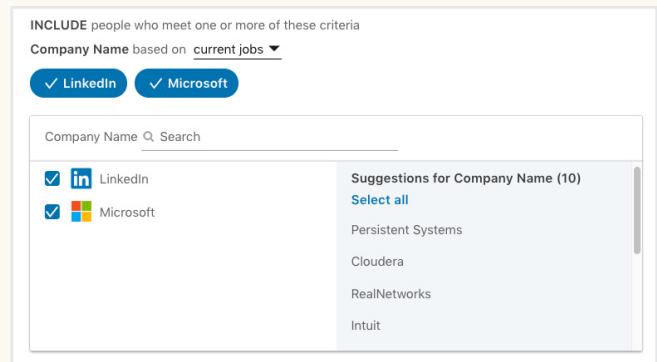 INCLUDE people who meet one or more of these criteria
Company Name based on current jobs
LinkedIn
Microsoft
Company Name Search
in LinkedIn
Microsoft
Suggestions for Company Name (10)
Select all
Persistent Systems
Cloudera
RealNetworks
Intuit